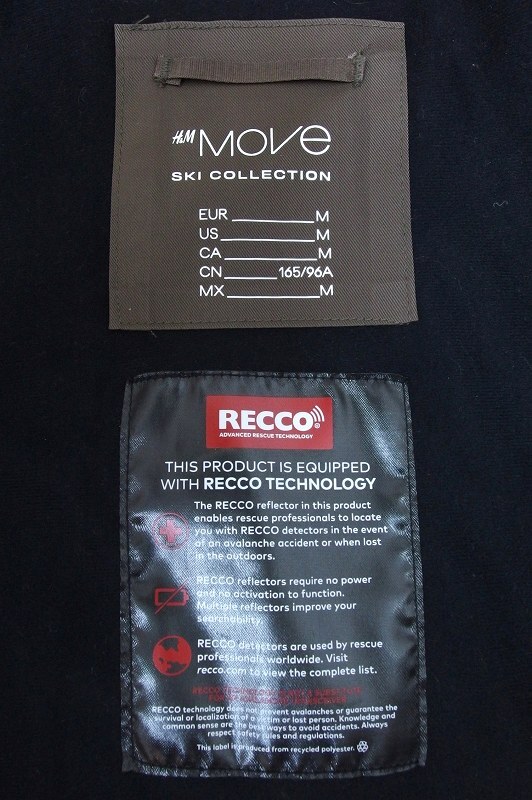 H&M MOVE
SKI COLLECTION
EUR M
US M
CA M
CN 165/96A
MX M
RECCO®
ADVANCED RESCUE TECHNOLOGY
THIS PRODUCT IS EQUIPPED
WITH RECCO TECHNOLOGY
The RECCO reflector in this product
enables rescue professionals to locate
you with RECCO detectors in the event
of an avalanche accident or when lost
in the outdoors.
RECCO reflectors require no power
and no activation to function.
Multiple reflectors improve your
searchability.
RECCO detectors are used by rescue
professionals worldwide. Visit
recco.com to view the complete list.
RECCO
RECCO technology does not prevent avalanches or guarantee the
survival or localization of a victim or lost person. Knowledge and
common sense are the best ways to avoid accidents. Always
respect safety rules and regulations.
This label is produced from recycled polyester.